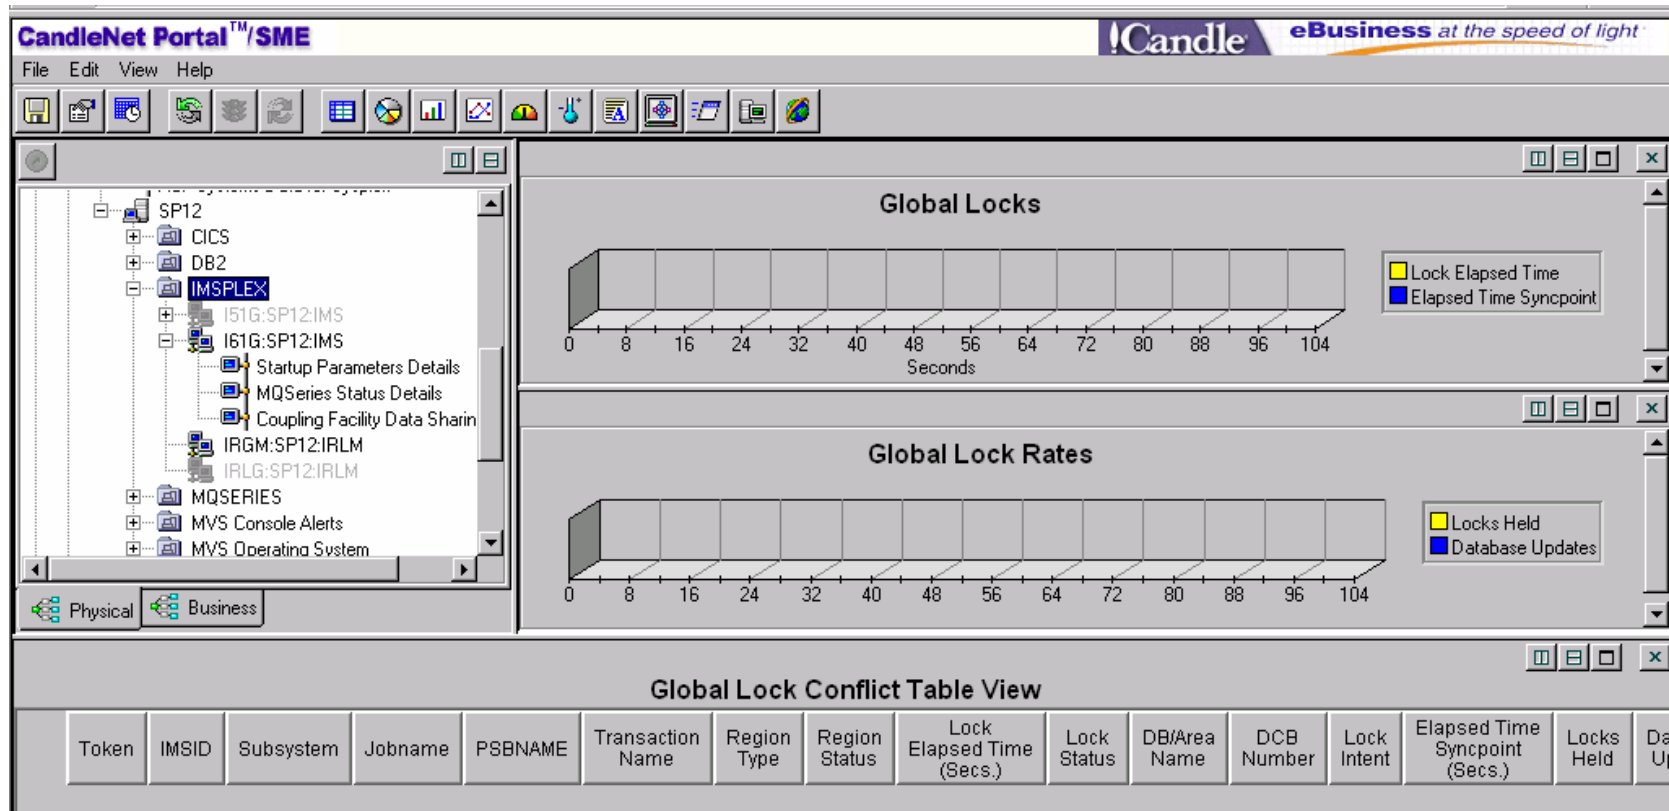 CandleNet Portal™/SME
!Candle eBusiness at the speed of light
File Edit View Help
SP12
CICS
DB2
IMSPLEX
I51G:SP12:IMS
I61G:SP12:IMS
Startup Parameters Details
MQSeries Status Details
Coupling Facility Data Sharin
IRGM:SP12:IRLM
IRLG:SP12:IRLM
MQSERIES
MVS Console Alerts
MVS Operating System
Physical Business
Global Locks
0 8 16 24 32 40 48 56 64 72 80 88 96 104
Seconds
Lock Elapsed Time
Elapsed Time Syncpoint
Global Lock Rates
0 8 16 24 32 40 48 56 64 72 80 88 96 104
Locks Held
Database Updates
Global Lock Conflict Table View
Token IMSID Subsystem Jobname PSBNAME Transaction Name Region Type Region Status Lock Elapsed Time (Secs.) Lock Status DB/Area Name DCB Number Lock Intent Elapsed Time Syncpoint (Secs.) Locks Held Da